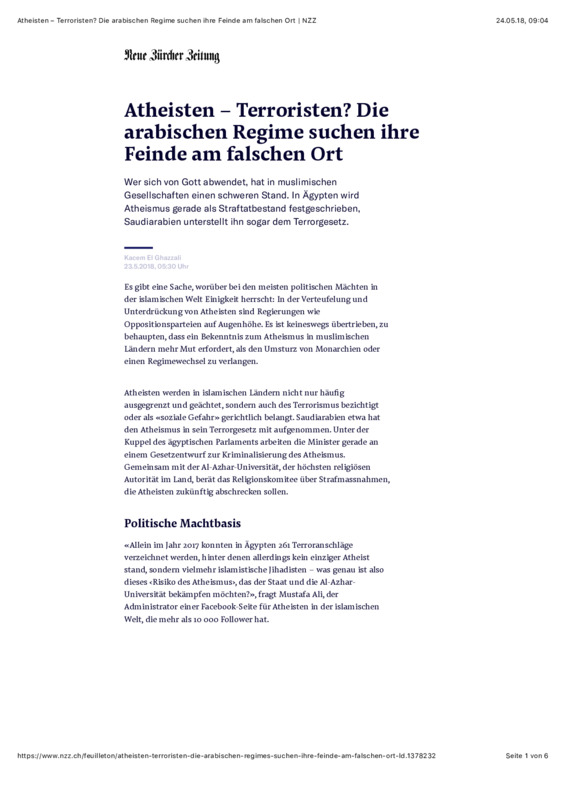 Atheisten – Terroristen? Die arabischen Regime suchen ihre Feinde am falschen Ort | NZZ
24.05.18, 09:04
Neue Zürcher Zeitung
Atheisten – Terroristen? Die
arabischen Regime suchen ihre
Feinde am falschen Ort
Wer sich von Gott abwendet, hat in muslimischen
Gesellschaften einen schweren Stand. In Ägypten wird
Atheismus gerade als Straftatbestand festgeschrieben,
Saudiarabien unterstellt ihn sogar dem Terrorgesetz.
Kacem El Ghazzali
23.5.2018, 05:30 Uhr
Es gibt eine Sache, worüber bei den meisten politischen Mächten in
der islamischen Welt Einigkeit herrscht: In der Verteufelung und
Unterdrückung von Atheisten sind Regierungen wie
Oppositionsparteien auf Augenhöhe. Es ist keineswegs übertrieben, zu
behaupten, dass ein Bekenntnis zum Atheismus in muslimischen
Ländern mehr Mut erfordert, als den Umsturz von Monarchien oder
einen Regimewechsel zu verlangen.
Atheisten werden in islamischen Ländern nicht nur häufig
ausgegrenzt und geächtet, sondern auch des Terrorismus bezichtigt
oder als «soziale Gefahr» gerichtlich belangt. Saudiarabien etwa hat
den Atheismus in sein Terrorgesetz mit aufgenommen. Unter der
Kuppel des ägyptischen Parlaments arbeiten die Minister gerade an
einem Gesetzentwurf zur Kriminalisierung des Atheismus.
Gemeinsam mit der Al-Azhar-Universität, der höchsten religiösen
Autorität im Land, berät das Religionskomitee über Strafmassnahmen,
die Atheisten zukünftig abschrecken sollen.
Politische Machtbasis
«Allein im Jahr 2017 konnten in Ägypten 261 Terroranschläge
verzeichnet werden, hinter denen allerdings kein einziger Atheist
stand, sondern vielmehr islamistische Jihadisten – was genau ist also
dieses ‹Risiko des Atheismus›, das der Staat und die Al-Azhar-
Universität bekämpfen möchten?», fragt Mustafa Ali, der
Administrator einer Facebook-Seite für Atheisten in der islamischen
Welt, die mehr als 10 000 Follower hat.
https://www.nzz.ch/feuilleton/atheisten-terroristen-die-arabischen-regimes-suchen-ihre-feinde-am-falschen-ort-ld.1378232
Seite 1 von 6